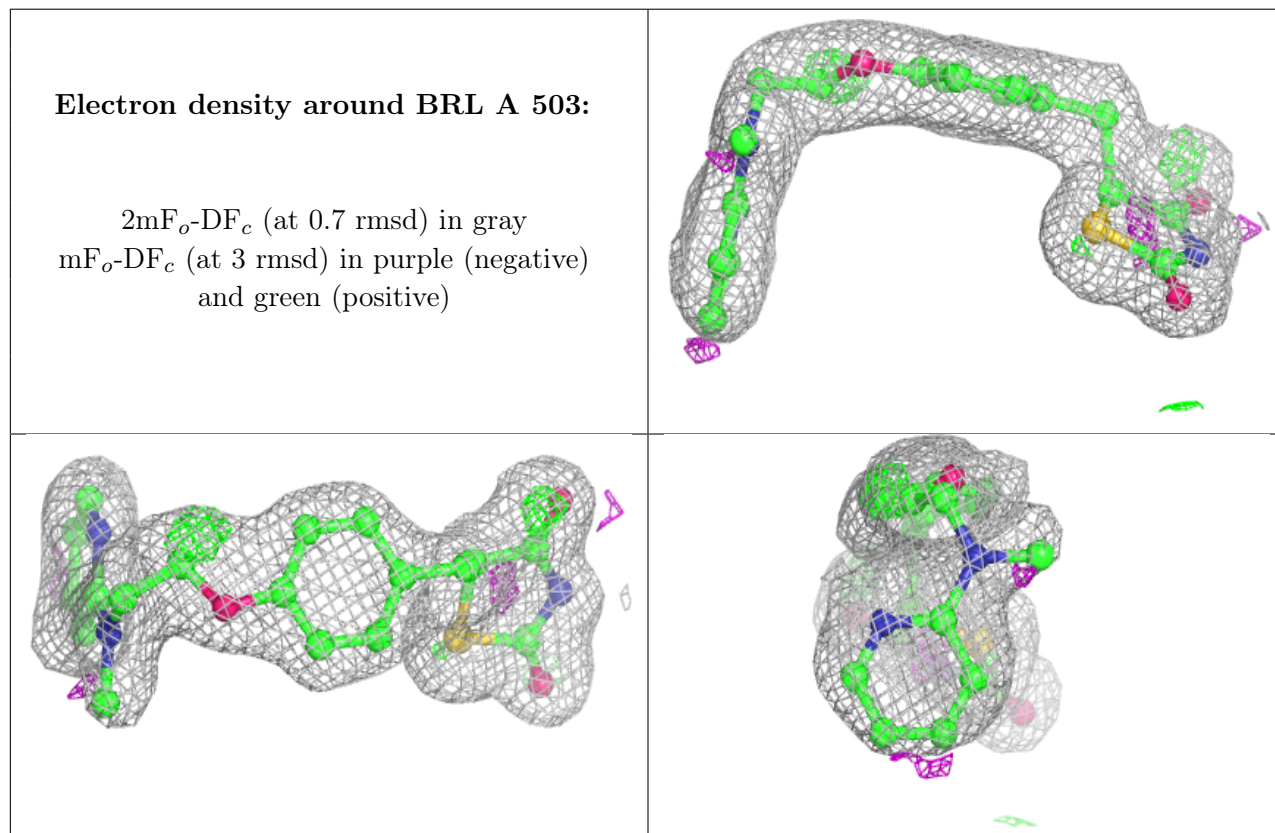 Electron density around BRL A 503:
2mFₒ-DF𝒸 (at 0.7 rmsd) in gray
mFₒ-DF𝒸 (at 3 rmsd) in purple (negative)
and green (positive)